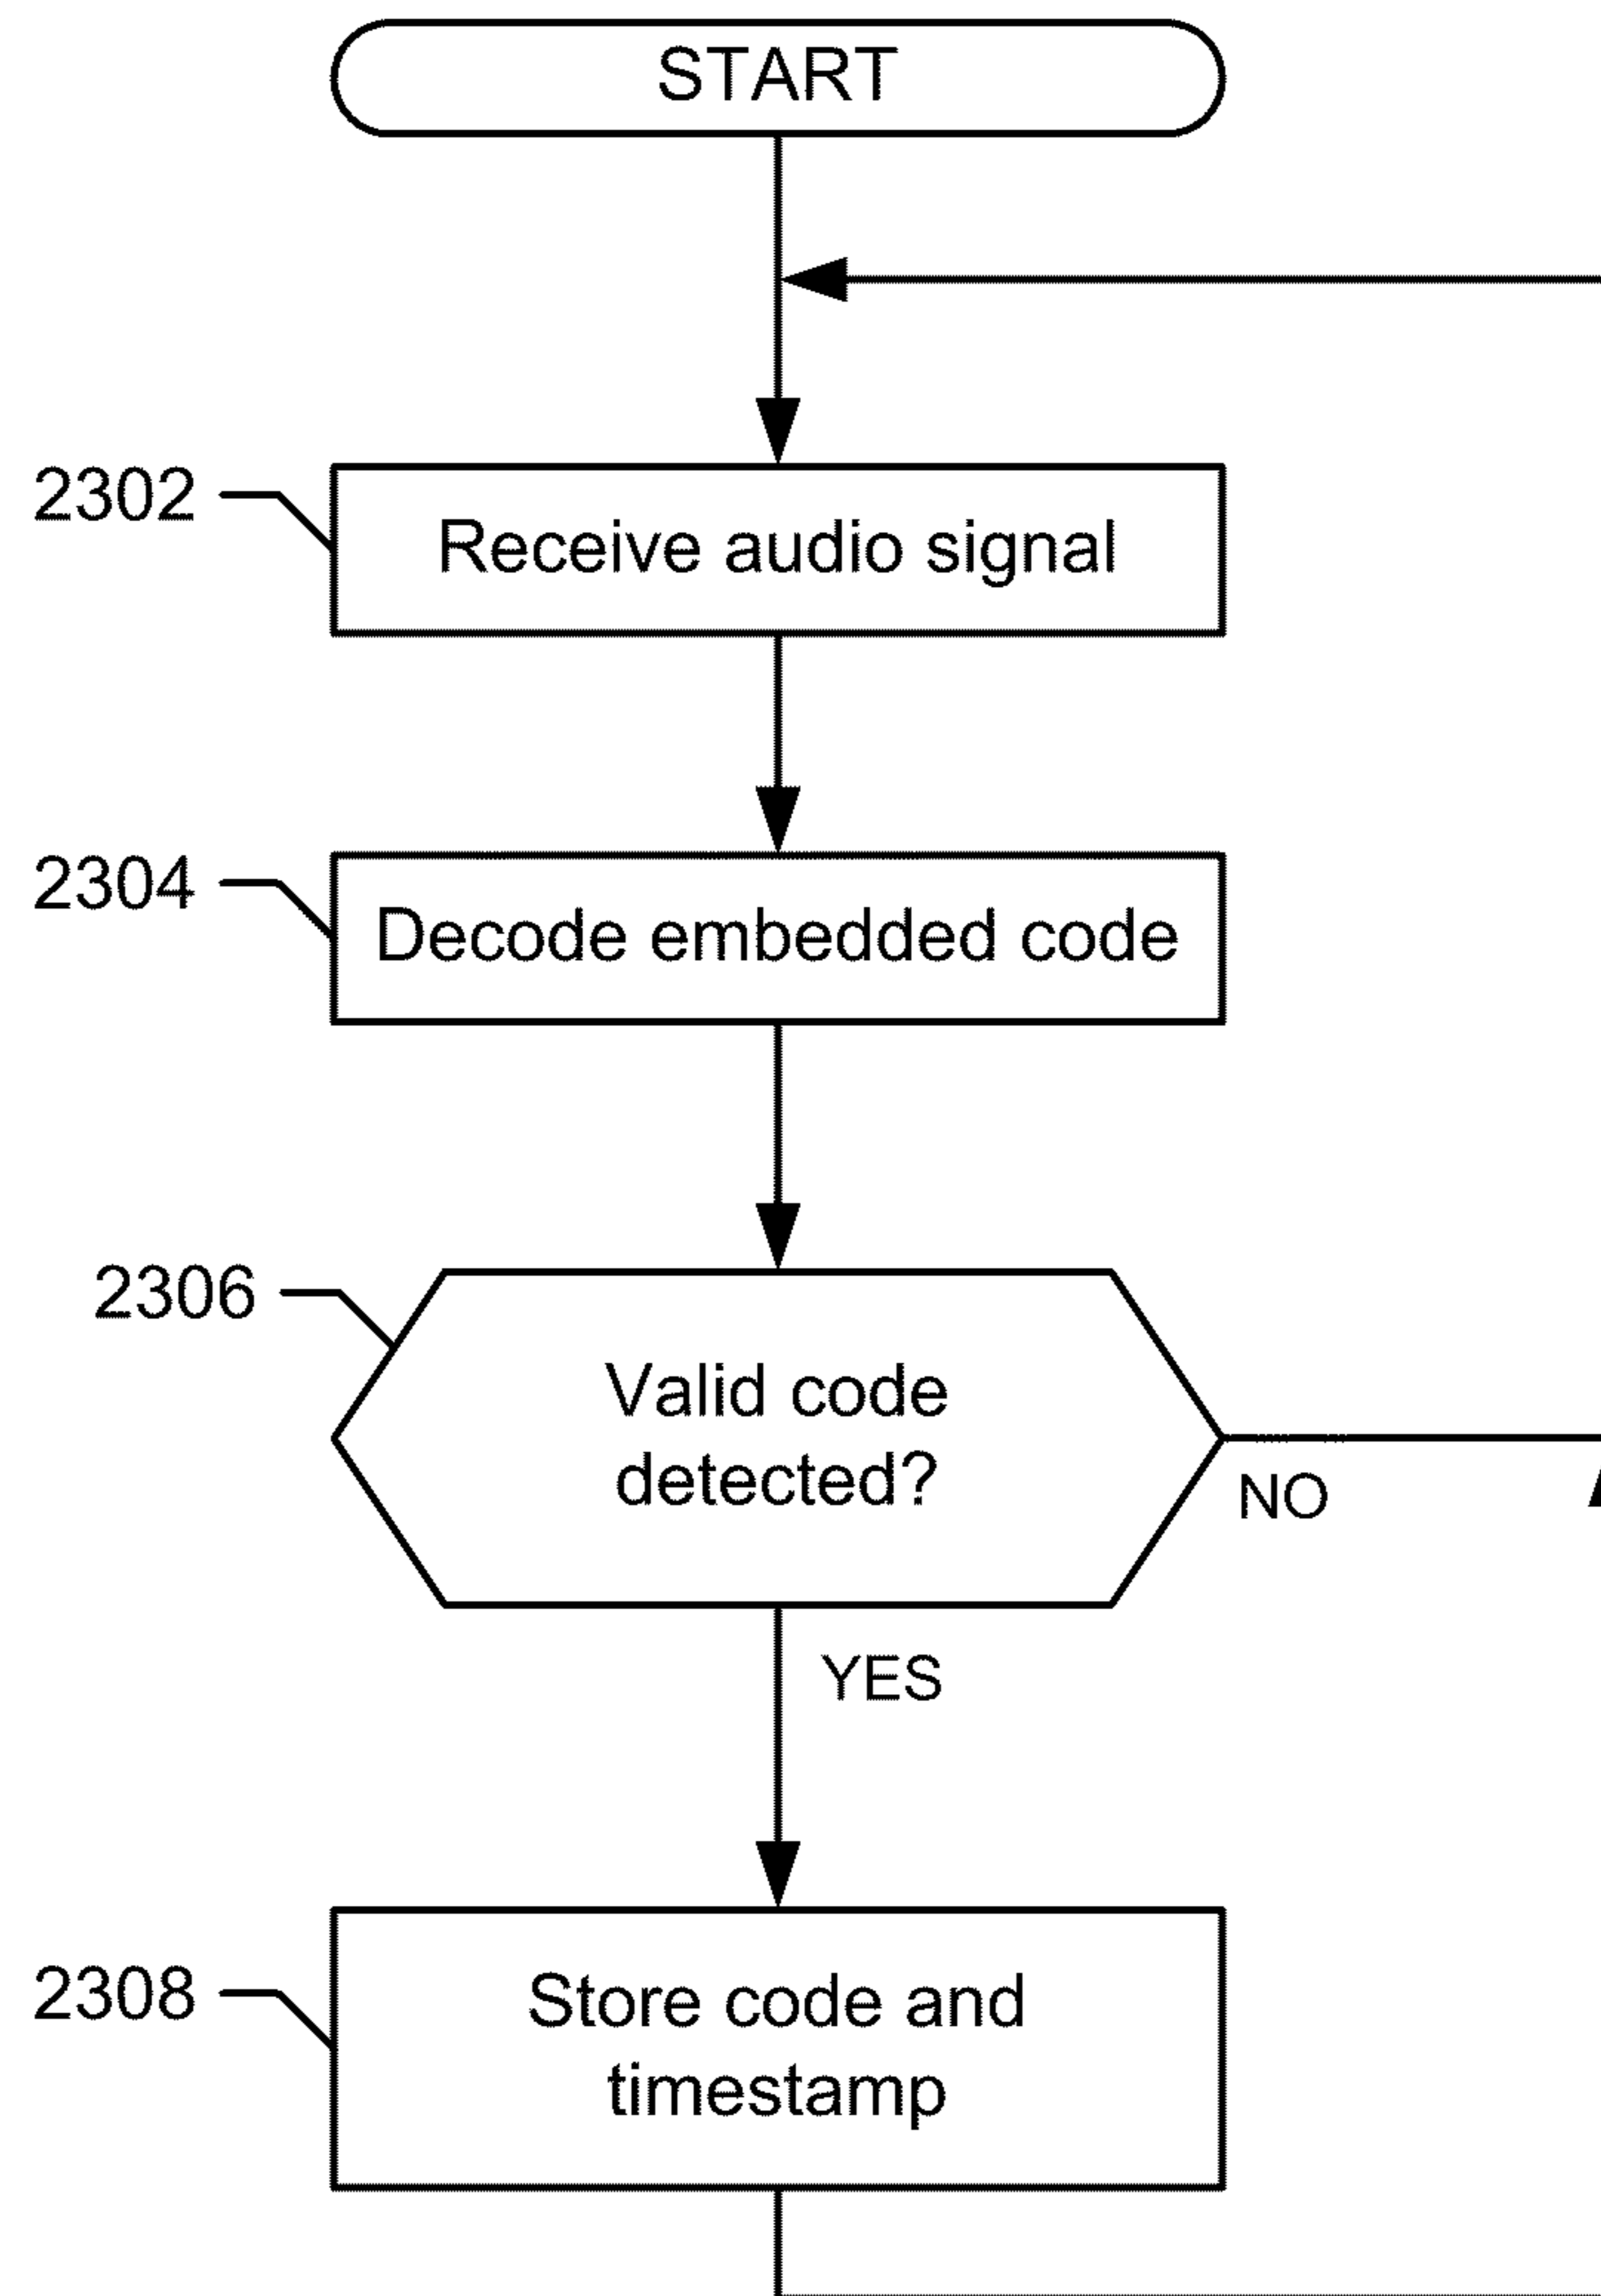 START
2302
Receive audio signal
2304
Decode embedded code
2306
Valid code
detected?
NO
YES
2308
Store code and
timestamp